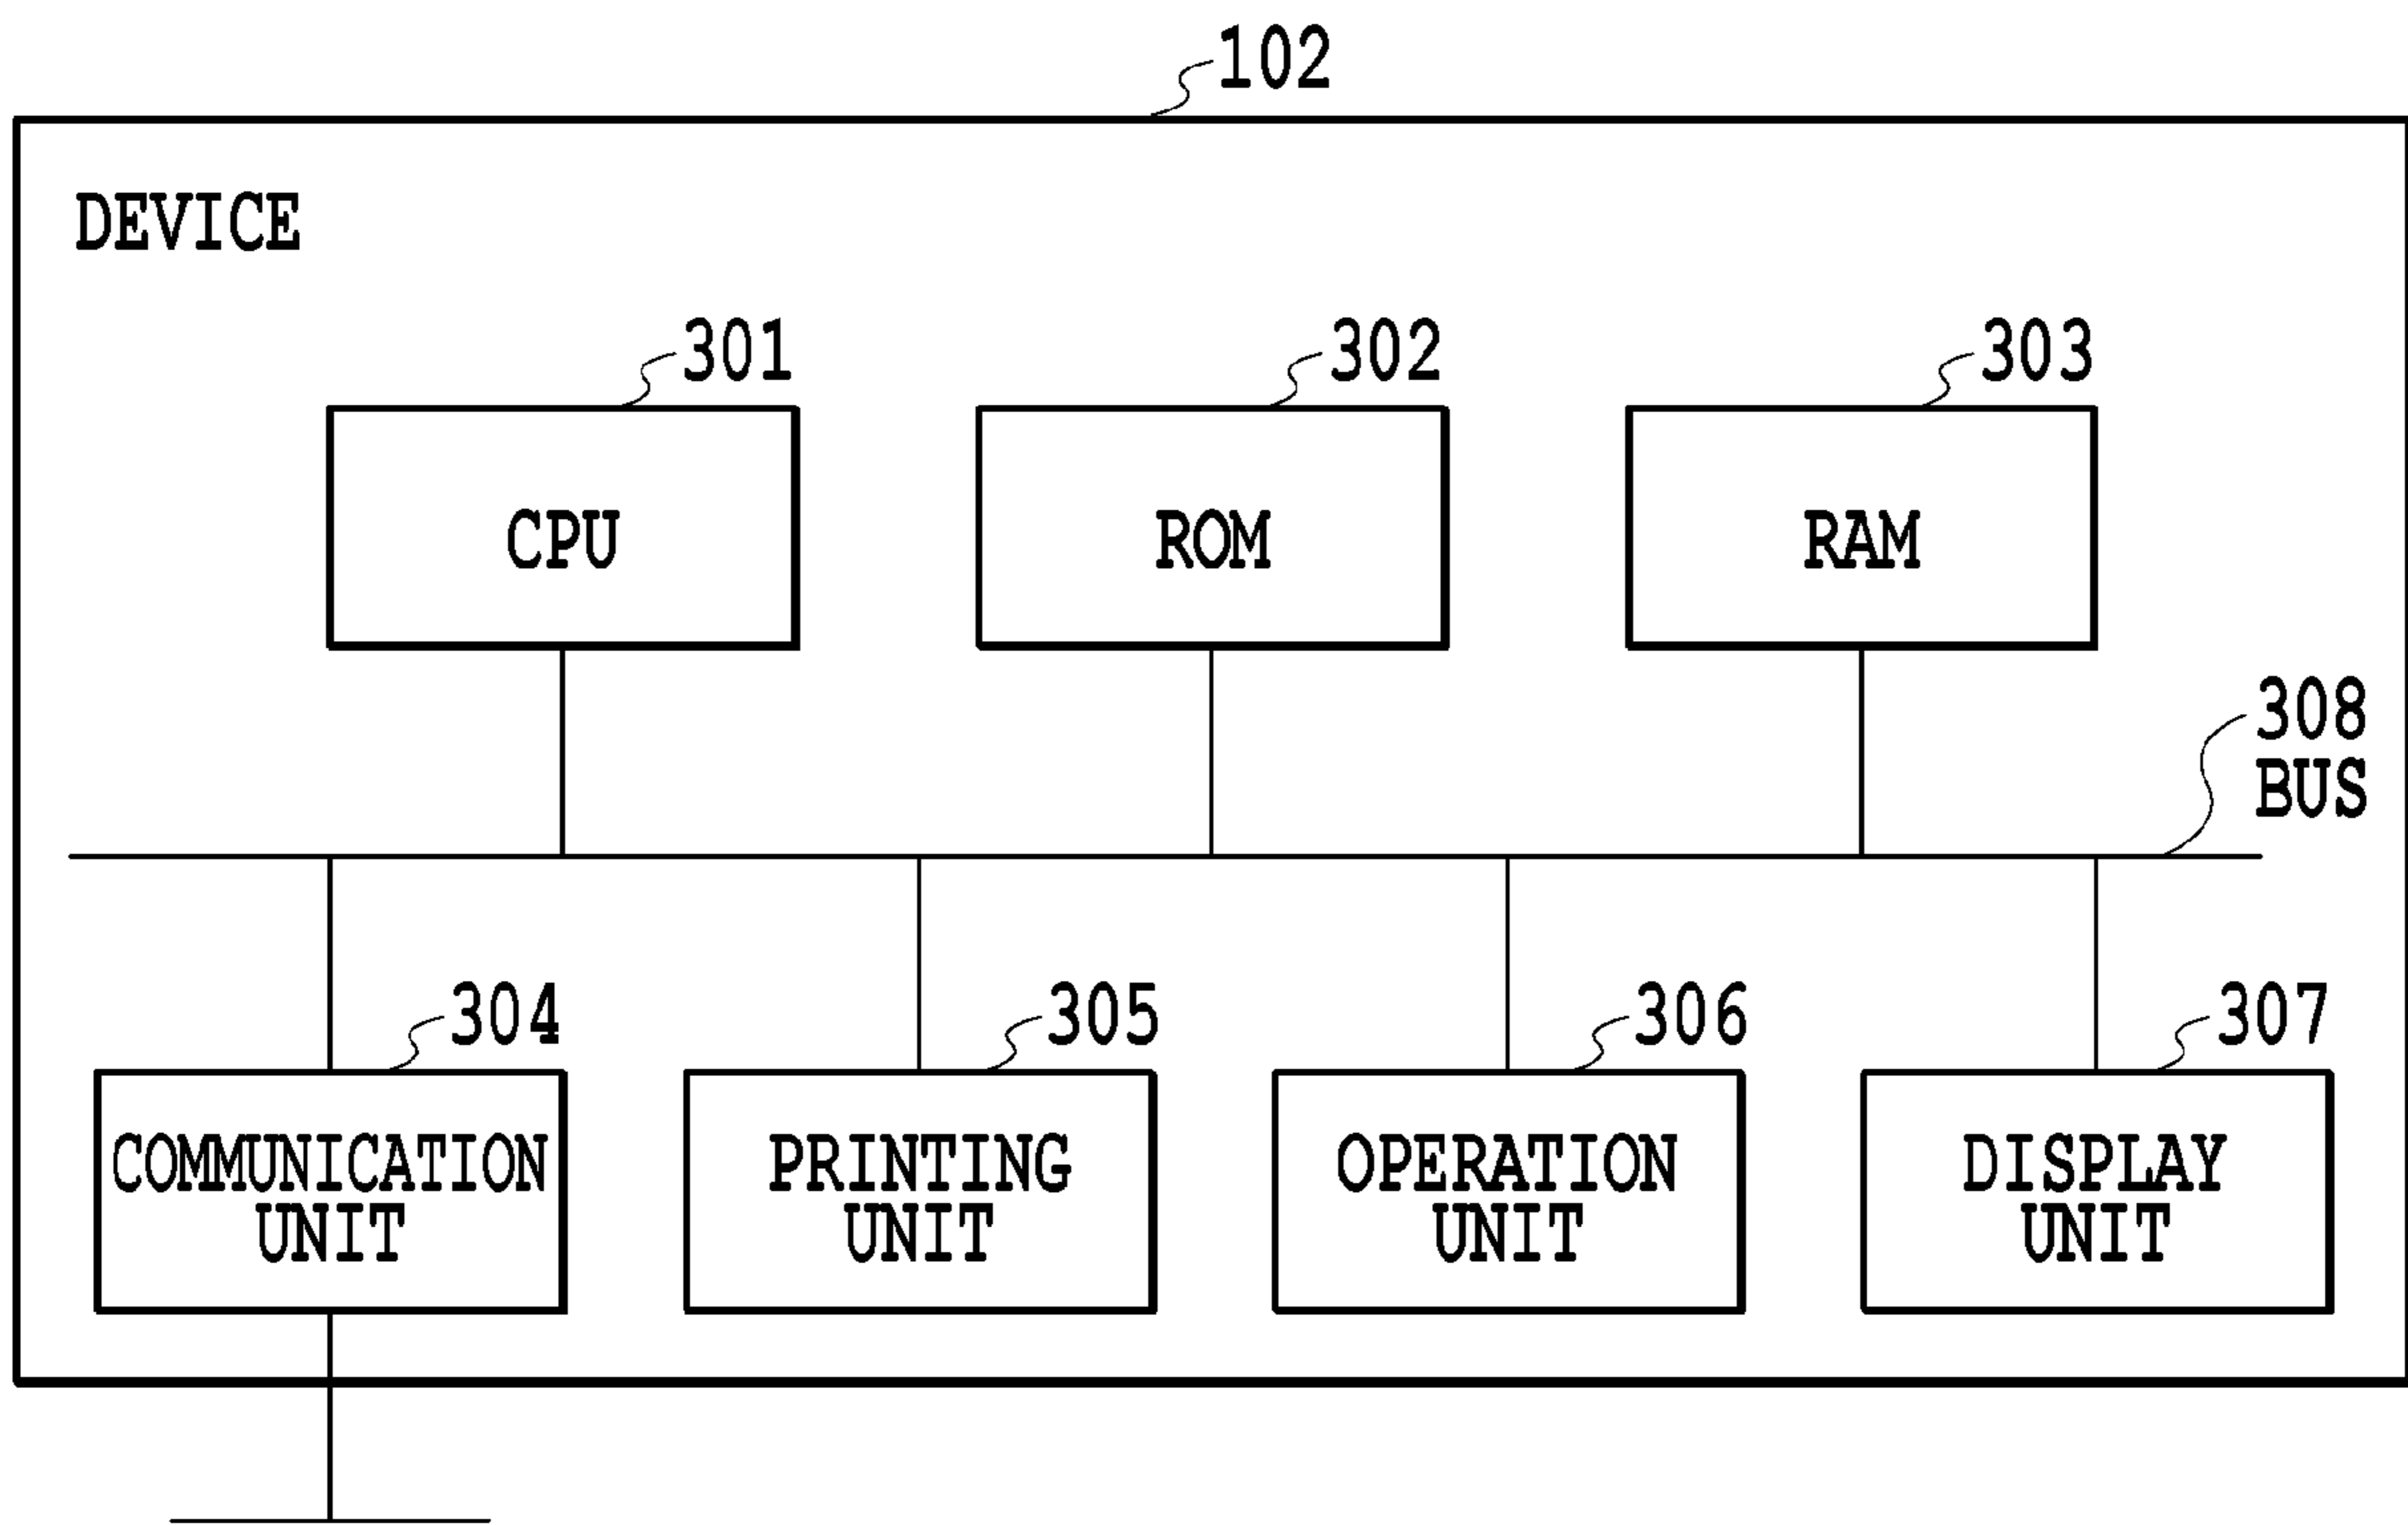 102
DEVICE
301
302
303
CPU
ROM
RAM
308
BUS
304
305
306
307
COMMUNICATION
UNIT
PRINTING
UNIT
OPERATION
UNIT
DISPLAY
UNIT